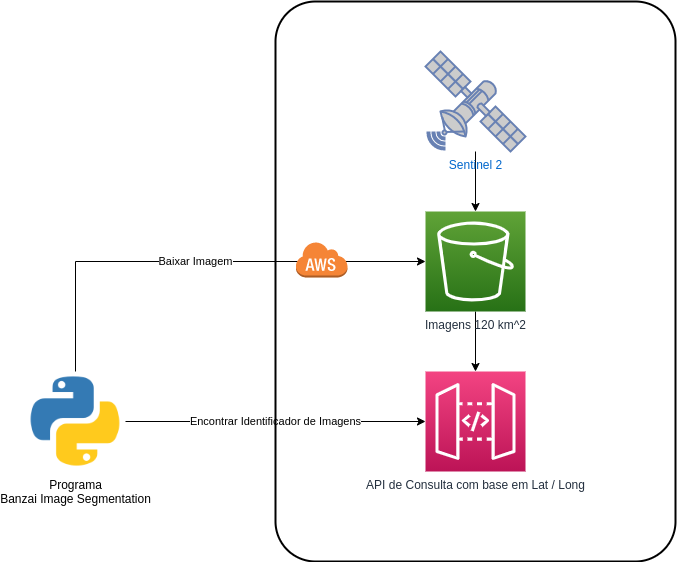 Sentinel 2
Baixar Imagem
AWS
Imagens 120 km^2
</>
Encontrar Identificador de Imagens
Programa
Banzai Image Segmentation
API de Consulta com base em Lat / Long